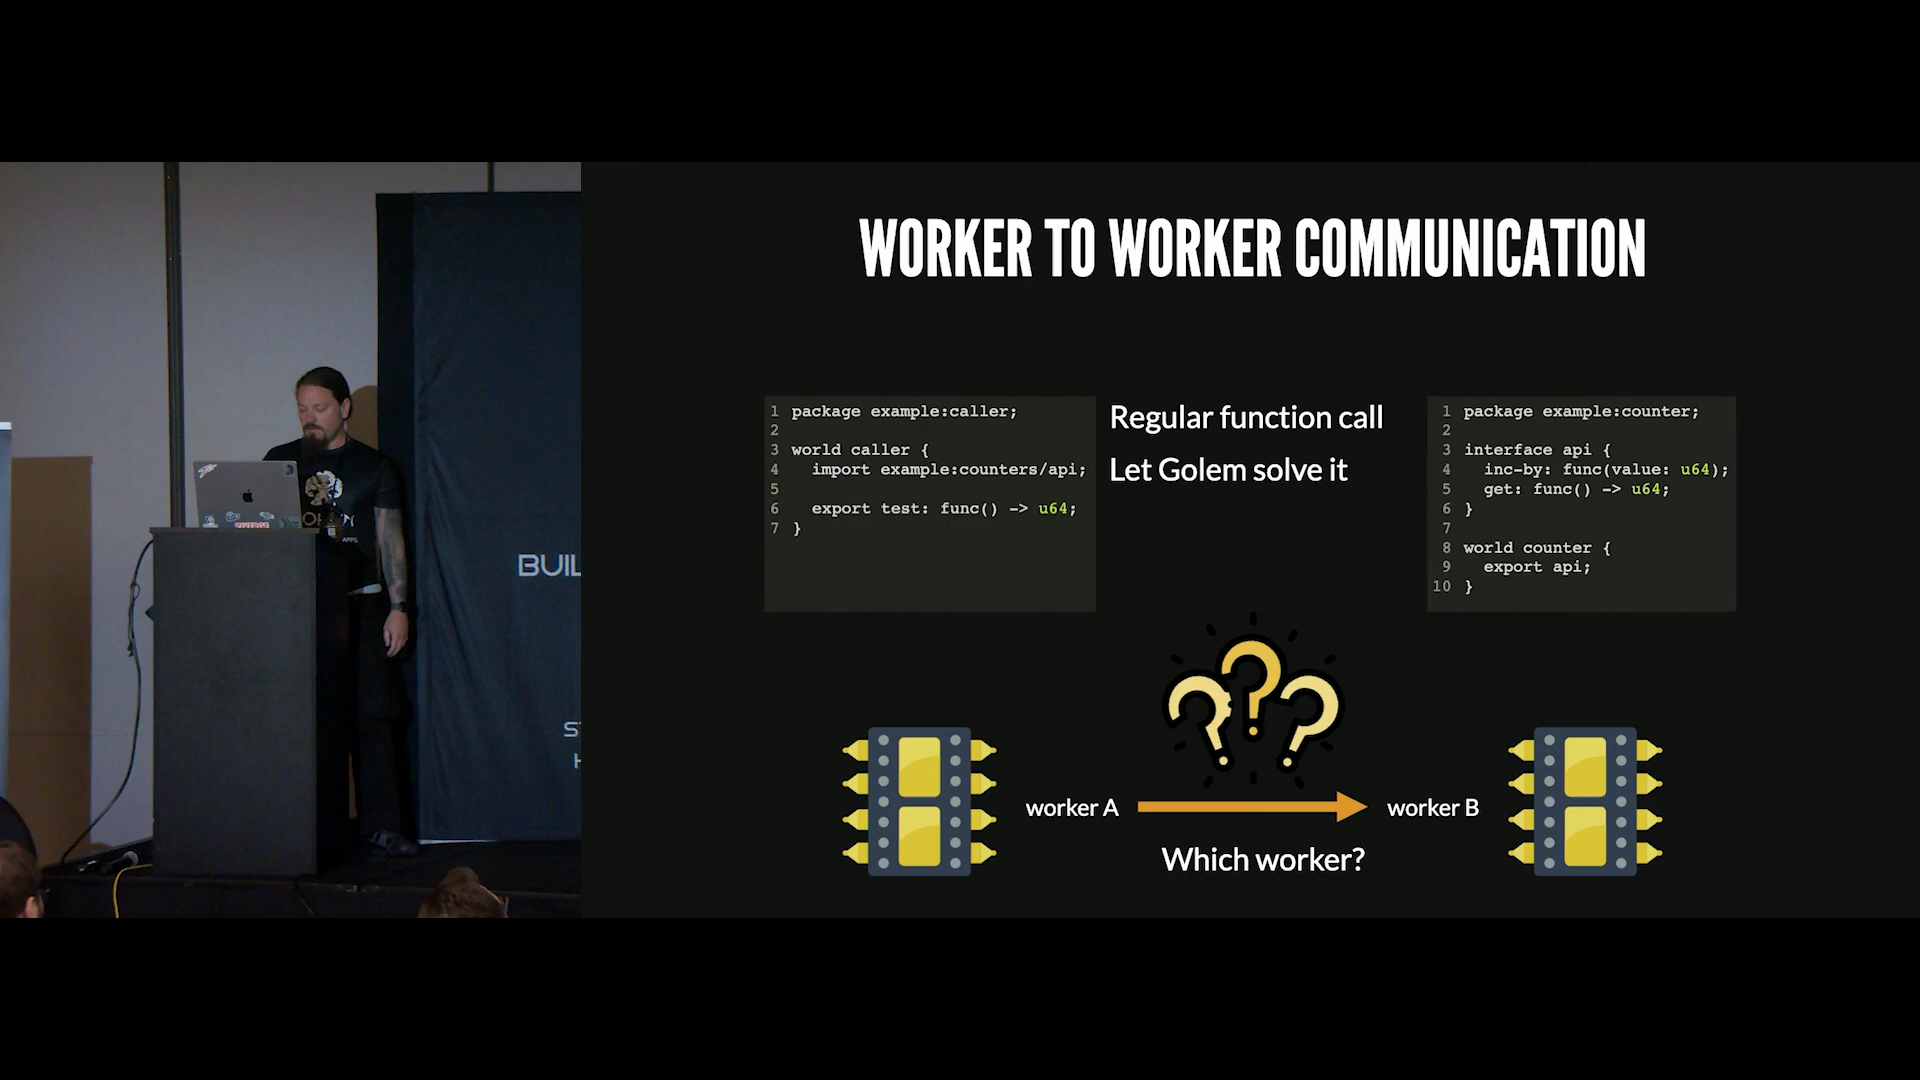 WORKER TO WORKER COMMUNICATION
1 package example:caller;
2
3 world caller {
4 import example:counters/api;
5
6 export test: func() -> u64;
7 }
Regular function call
Let Golem solve it
1 package example:counter;
2
3 interface api {
4 inc-by: func(value: u64);
5 get: func() -> u64;
6 }
7
8 world counter {
9 export api;
10 }
worker A
worker B
Which worker?
BUIL
ZIVERGE
APPS